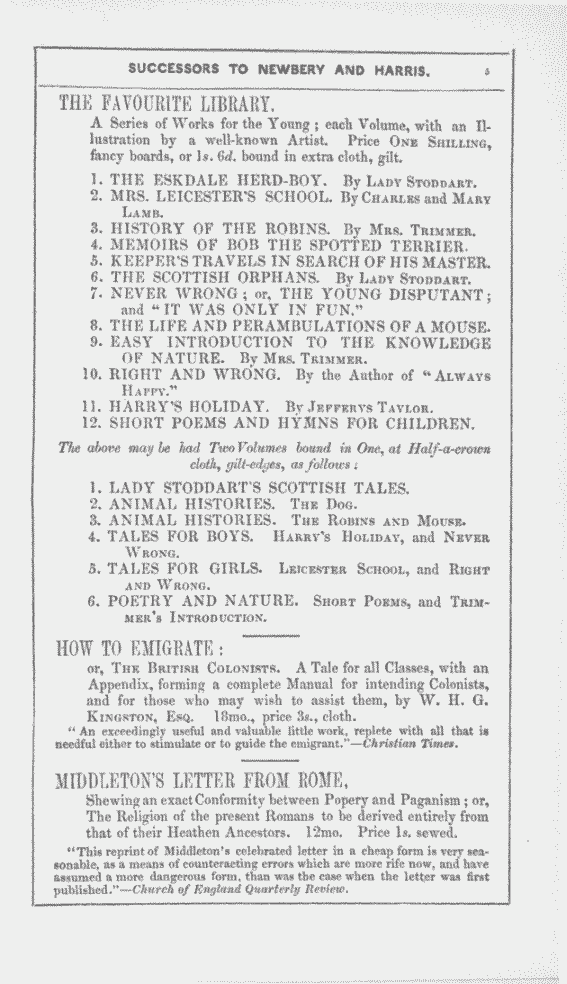 SUCCESSORS TO NEWBERY AND HARRIS. 5
THE FAVOURITE LIBRARY.
A Series of Works for the Young; each Volume, with an Il-
lustration by a well-known Artist. Price ONE SHILLING,
fancy boards, or 1s. 6d. bound in extra cloth, gilt.
1. THE ESKDALE HERD-BOY. By LADY STODDART.
2. MRS. LEICESTER'S SCHOOL. By CHARLES and MARY
LAMB.
3. HISTORY OF THE ROBINS. By MRS. TRIMMER.
4. MEMOIRS OF BOB THE SPOTTED TERRIER.
5. KEEPER'S TRAVELS IN SEARCH OF HIS MASTER.
6. THE SCOTTISH ORPHANS. By LADY STODDART.
7. NEVER WRONG; or, THE YOUNG DISPUTANT;
and "IT WAS ONLY IN FUN."
8. THE LIFE AND PERAMBULATIONS OF A MOUSE.
9. EASY INTRODUCTION TO THE KNOWLEDGE
OF NATURE. By MRS. TRIMMER.
10. RIGHT AND WRONG. By the Author of "ALWAYS
HAPPY."
11. HARRY'S HOLIDAY. By JEFFERYS TAYLOR.
12. SHORT POEMS AND HYMNS FOR CHILDREN.
The above may be had Two Volumes bound in One, at Half-a-crown
cloth, gilt-edges, as follows:
1. LADY STODDART'S SCOTTISH TALES.
2. ANIMAL HISTORIES. THE DOG.
3. ANIMAL HISTORIES. THE ROBINS AND MOUSE.
4. TALES FOR BOYS. HARRY'S HOLIDAY, and NEVER
WRONG.
5. TALES FOR GIRLS. LEICESTER SCHOOL, and RIGHT
AND WRONG.
6. POETRY AND NATURE. SHORT POEMS, and TRIM-
MER'S INTRODUCTION.
HOW TO EMIGRATE:
or, THE BRITISH COLONISTS. A Tale for all Classes, with an
Appendix, forming a complete Manual for intending Colonists,
and for those who may wish to assist them, by W. H. G.
KINGSTON, ESQ. 18mo., price 3s., cloth.
"An exceedingly useful and valuable little work, replete with all that is
needful either to stimulate or to guide the emigrant."—Christian Times.
MIDDLETON'S LETTER FROM ROME,
Shewing an exact Conformity between Popery and Paganism; or,
The Religion of the present Romans to be derived entirely from
that of their Heathen Ancestors. 12mo. Price 1s. sewed.
"This reprint of Middleton's celebrated letter in a cheap form is very sea-
sonable, as a means of counteracting errors which are more rife now, and have
assumed a more dangerous form, than was the case when the letter was first
published."—Church of England Quarterly Review.